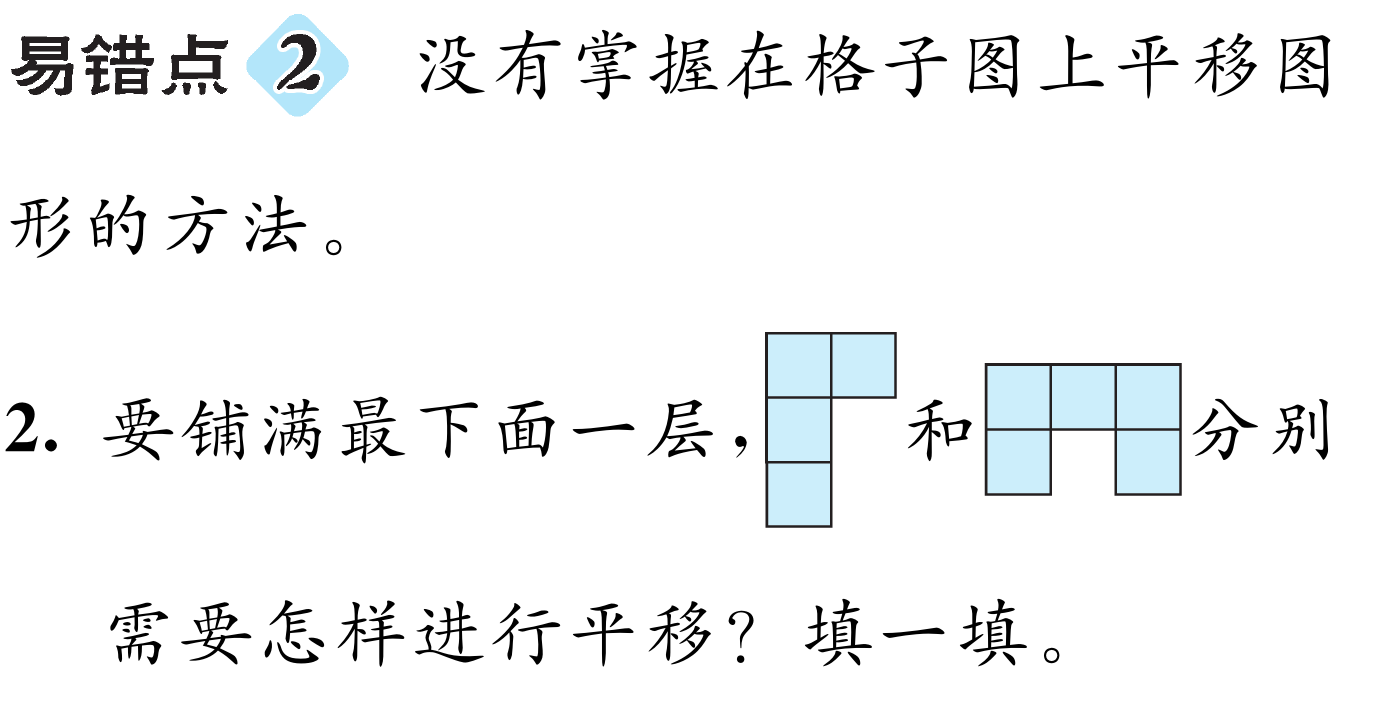 易错点 2 没有掌握在格子图上平移图
形的方法。
2. 要铺满最下面一层,和分别
需要怎样进行平移?填一填。